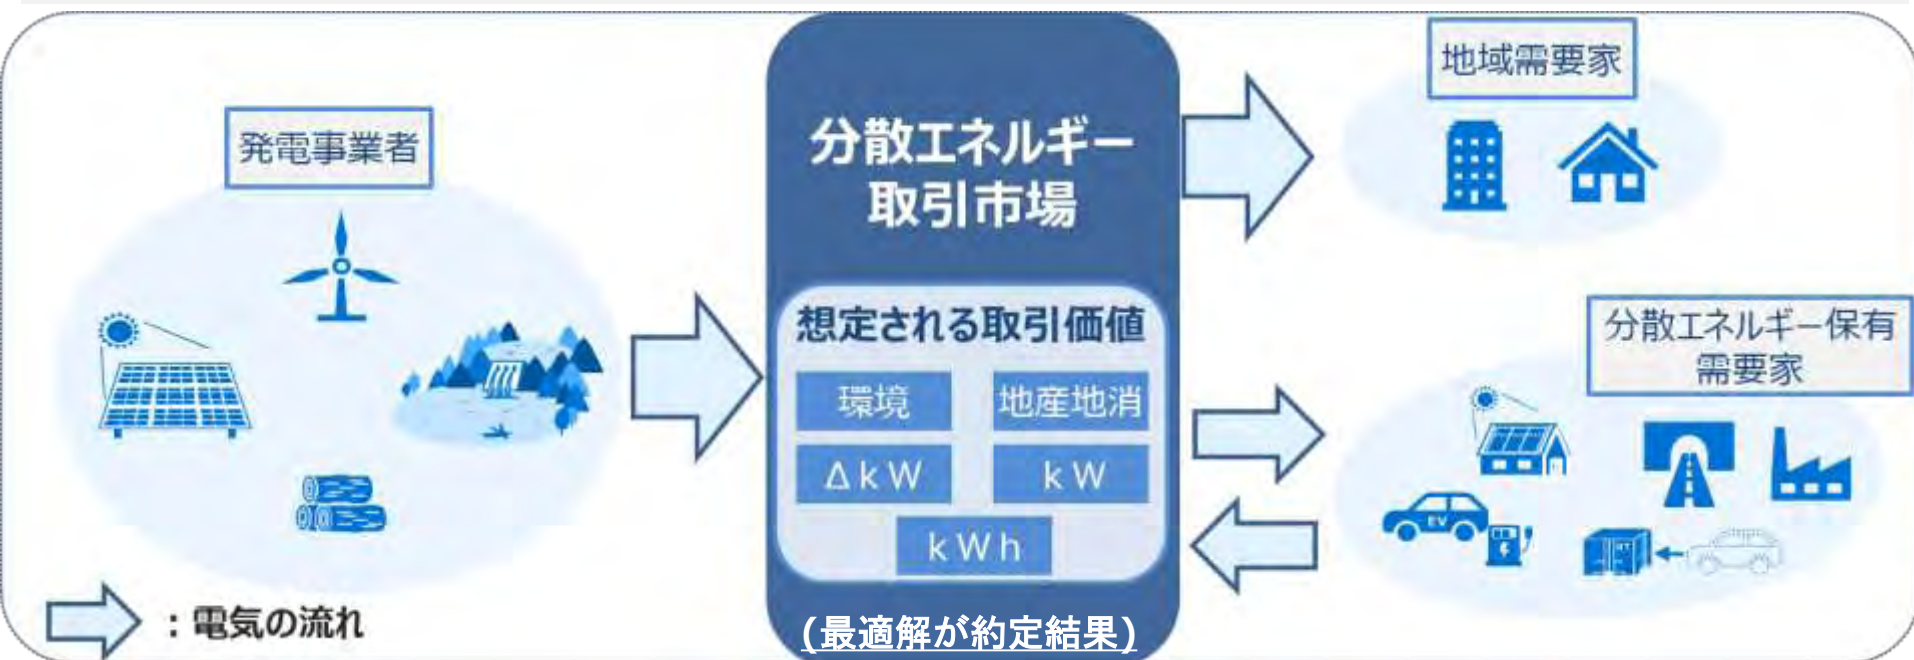 発電事業者
分散エネルギー
取引市場
想定される取引価値
環境
地産地消
ΔkW
kW
kWh
(最適解が約定結果)
地域需要家
分散エネルギー保有
需要家
EV
：電気の流れ